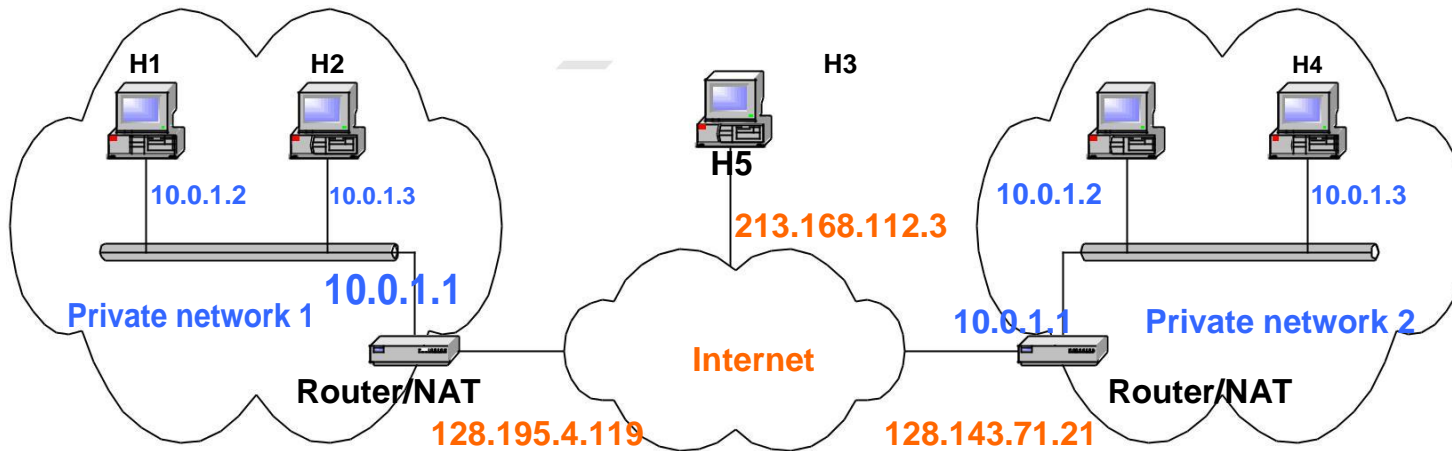 H1
H2
H3
H4
H5
10.0.1.2
10.0.1.3
10.0.1.2
10.0.1.3
213.168.112.3
10.0.1.1
Private network 1
10.0.1.1
Private network 2
Internet
Router/NAT
Router/NAT
128.195.4.119
128.143.71.21